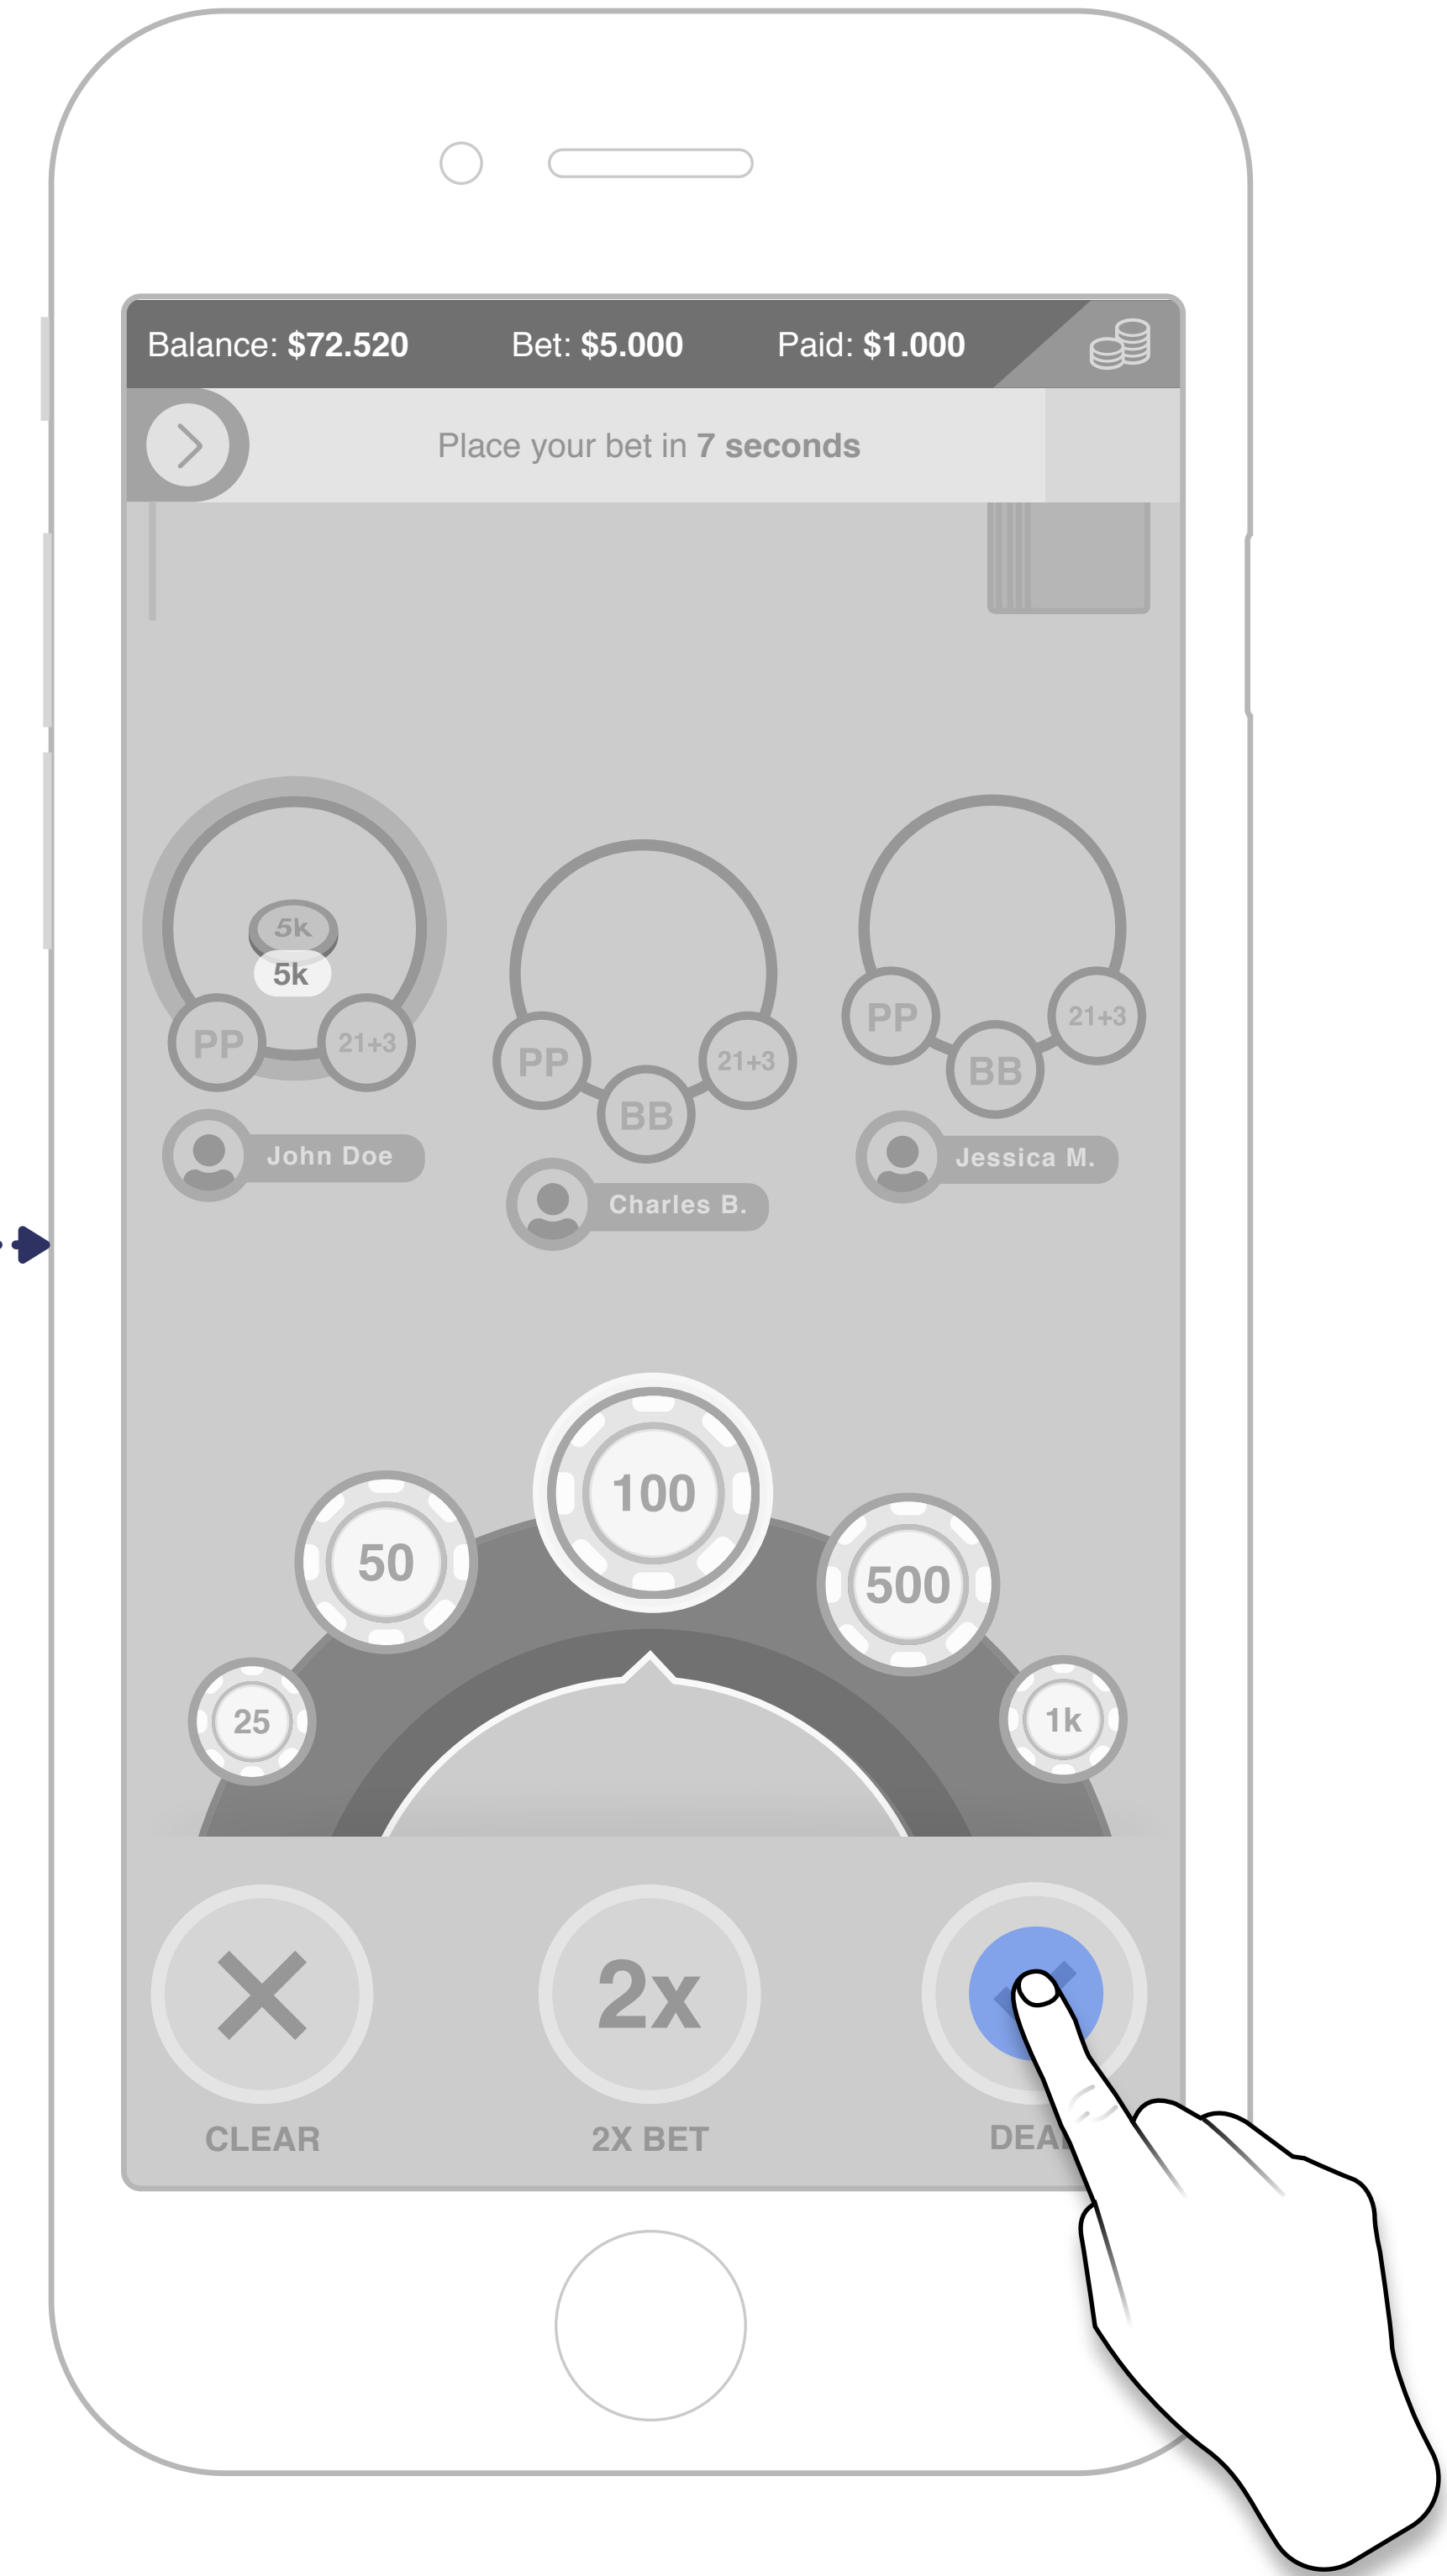 Balance: $72.520 Bet: $5.000 Paid: $1.000
Place your bet in 7 seconds
5k
5k
PP 21+3
John Doe
PP 21+3
BB
Charles B.
PP 21+3
BB
Jessica M.
100
50
500
25
1k
2x
CLEAR 2X BET